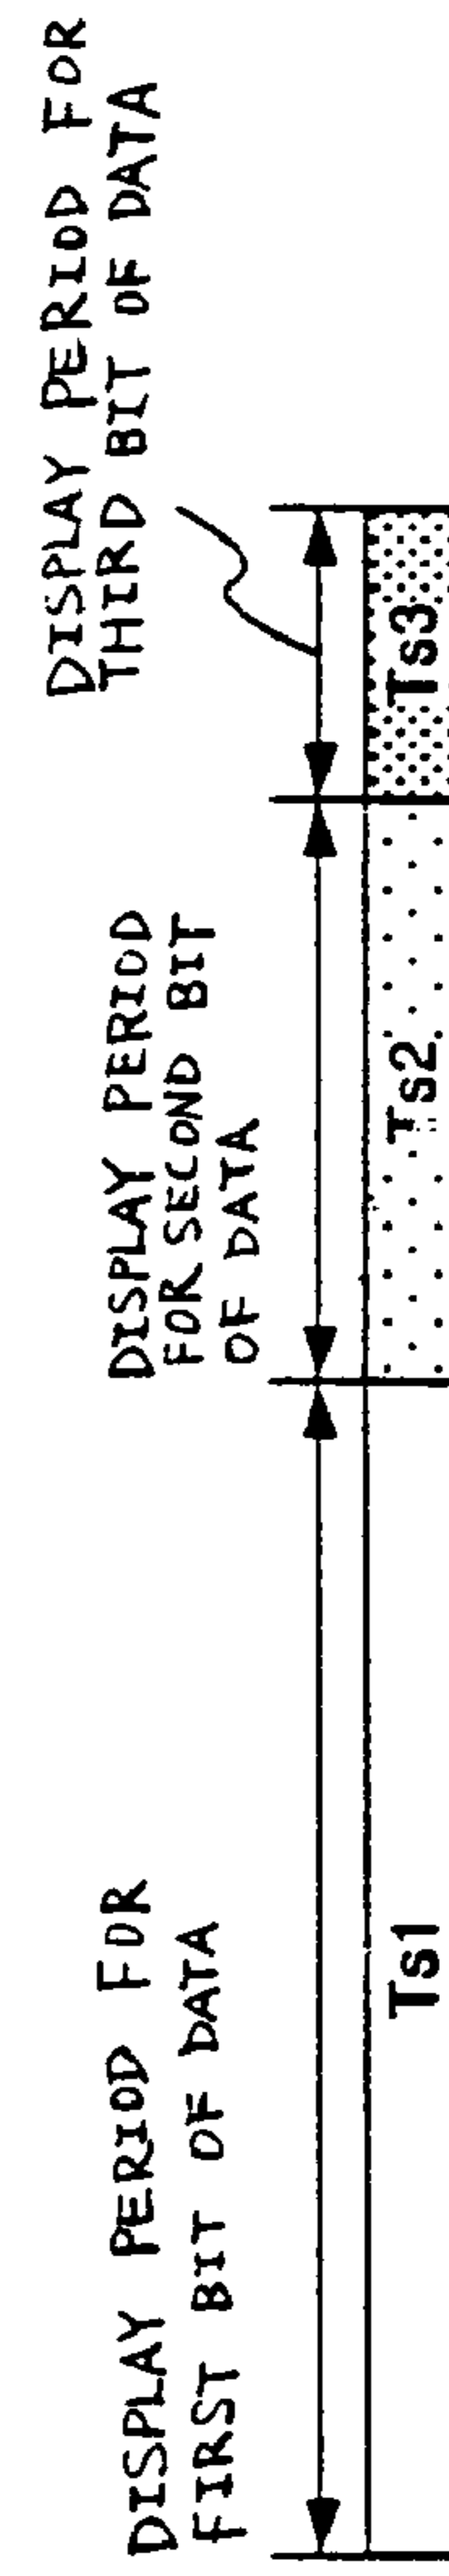 DISPLAY PERIOD FOR
FIRST BIT OF DATA
DISPLAY PERIOD
FOR SECOND BIT
OF DATA
DISPLAY PERIOD FOR
THIRD BIT OF DATA
Ts1
Ts2
Ts3